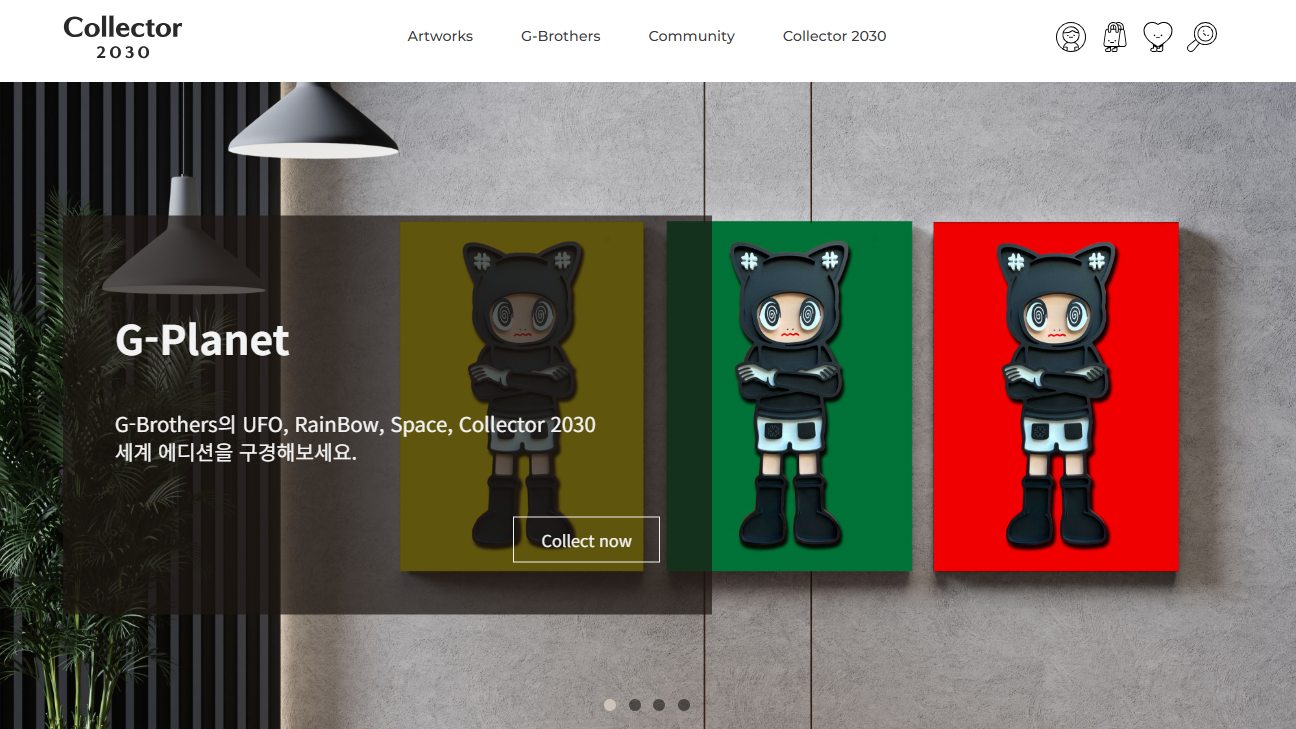 Collector
2030
Artworks
G-Brothers
Community
Collector 2030
G-Planet
G-Brothers의 UFO, RainBow, Space, Collector 2030
세계 에디션을 구경해보세요.
Collect now